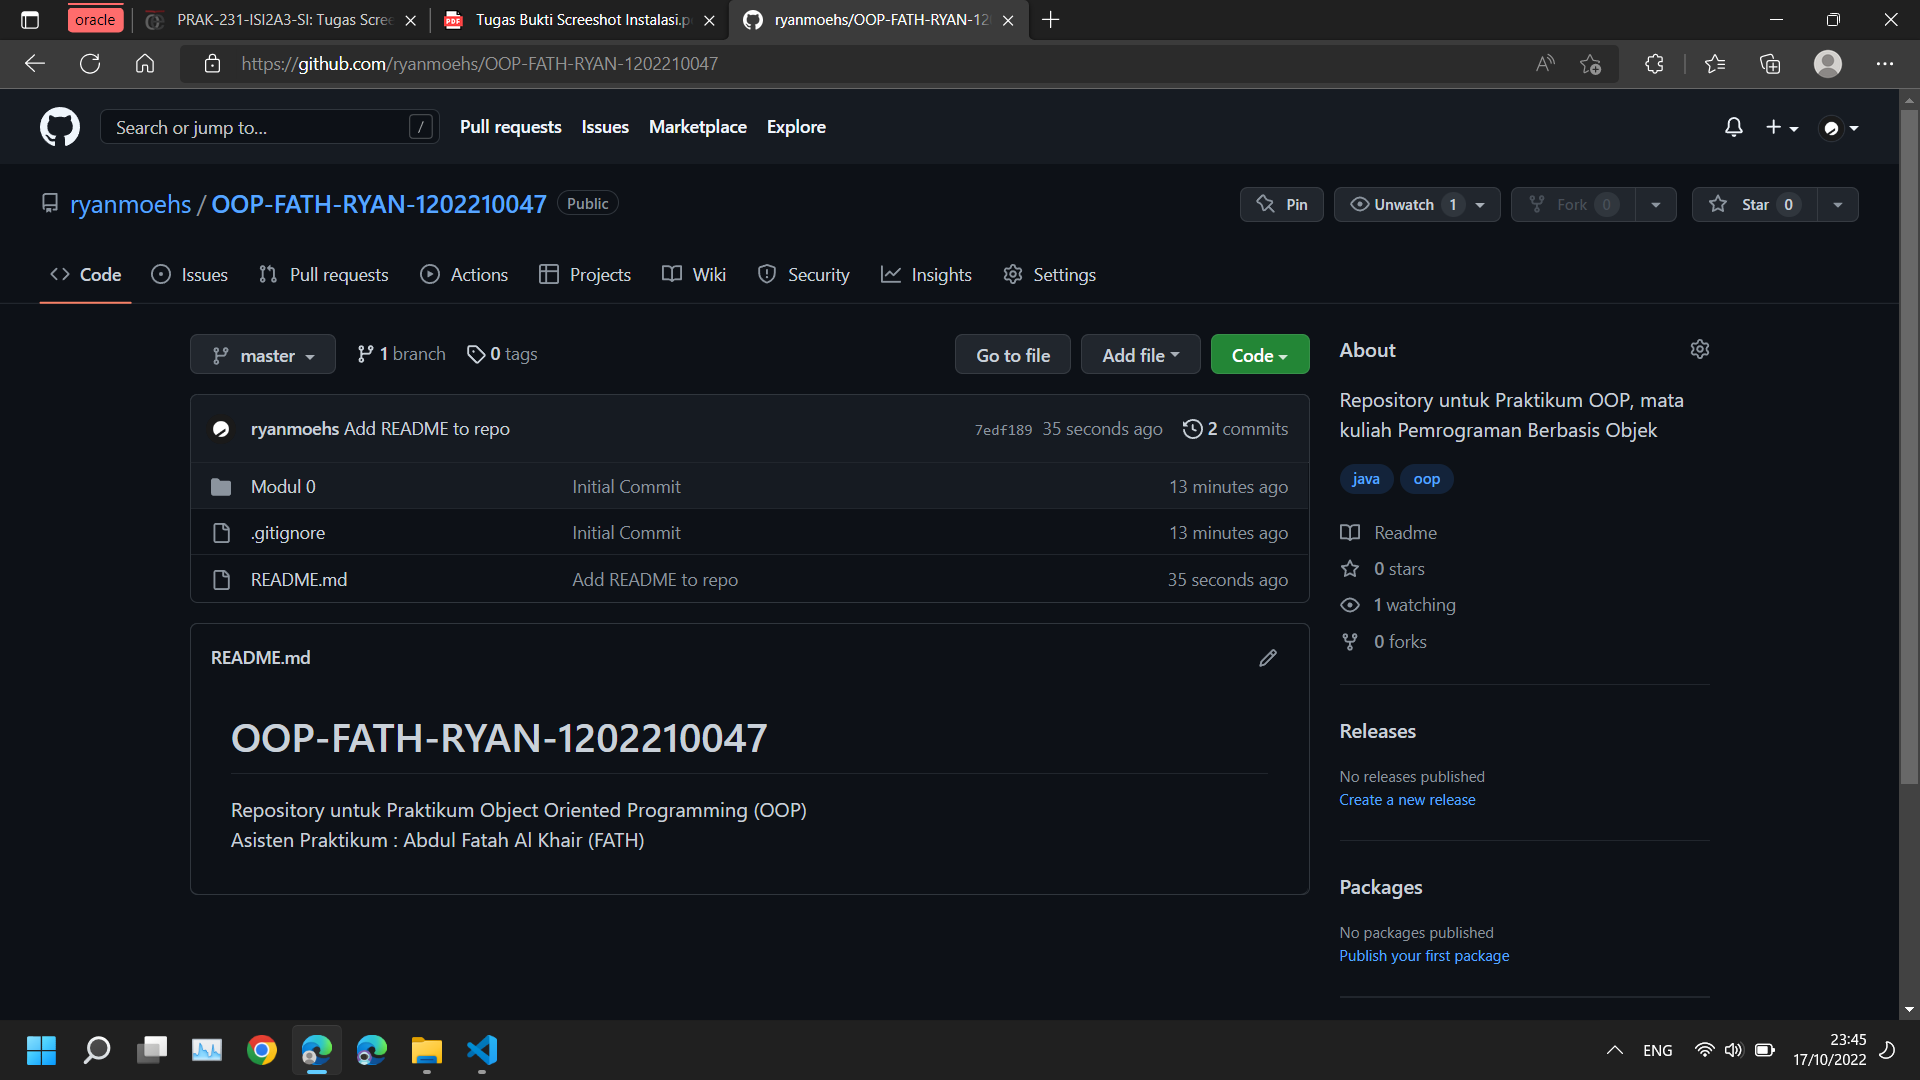 oracle
PRAK-231-ISI2A3-SI: Tugas Scree
Tugas Bukti Screeshot Instalasi.p
ryanmoehs/OOP-FATH-RYAN-12
https://github.com/ryanmoehs/OOP-FATH-RYAN-1202210047
Search or jump to...
/
Pull requests
Issues
Marketplace
Explore
ryanmoehs / OOP-FATH-RYAN-1202210047
Public
Pin
Unwatch 1
Fork 0
Star 0
Code
Issues
Pull requests
Actions
Projects
Wiki
Security
Insights
Settings
master
1 branch
0 tags
Go to file
Add file
Code
ryanmoehs Add README to repo
7edf189 35 seconds ago
2 commits
Modul 0
Initial Commit
13 minutes ago
.gitignore
Initial Commit
13 minutes ago
README.md
Add README to repo
35 seconds ago
README.md
OOP-FATH-RYAN-1202210047
Repository untuk Praktikum Object Oriented Programming (OOP)
Asisten Praktikum : Abdul Fatah Al Khair (FATH)
About
Repository untuk Praktikum OOP, mata
kuliah Pemrograman Berbasis Objek
java
oop
Readme
0 stars
1 watching
0 forks
Releases
No releases published
Create a new release
Packages
No packages published
Publish your first package
ENG
23:45
17/10/2022